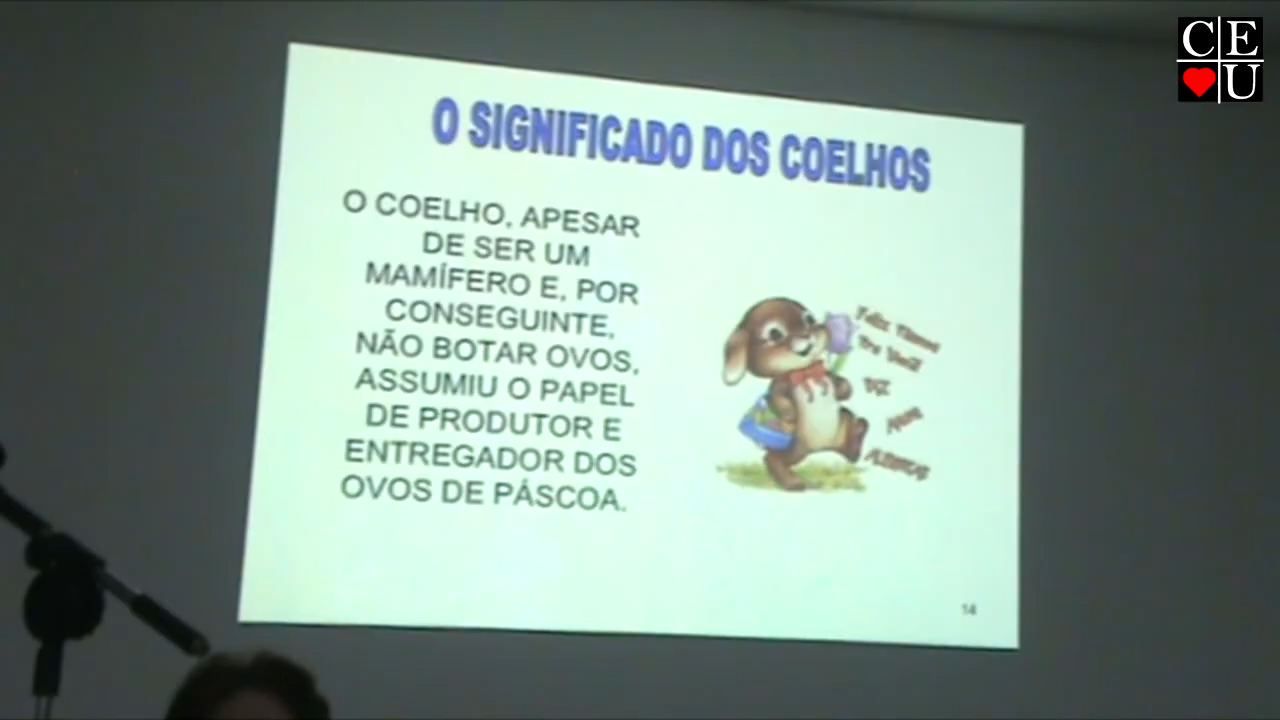 CE
U
O SIGNIFICADO DOS COELHOS
O COELHO, APESAR
DE SER UM
MAMÍFERO E, POR
CONSEGUINTE,
NÃO BOTAR OVOS,
ASSUMIU O PAPEL
DE PRODUTOR E
ENTREGADOR DOS
OVOS DE PÁSCOA.
Feliz
14